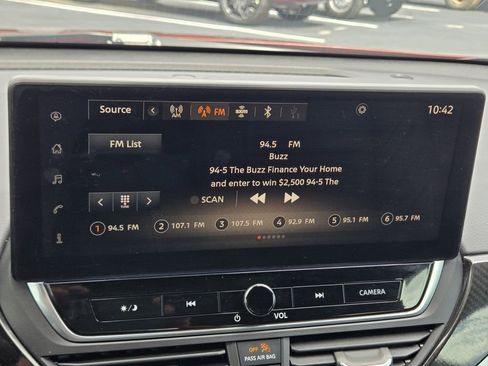 Source AM FM 10:42
FM List 94.5 FM
Buzz
94-5 The Buzz Finance Your Home
and enter to win $2,500 94-5 The
SCAN
1 94.5 FM 2 107.1 FM 3 107.5 FM 4 92.9 FM 5 95.1 FM 6 95.7 FM
CAMERA
VOL
OFF
PASS AIR BAG